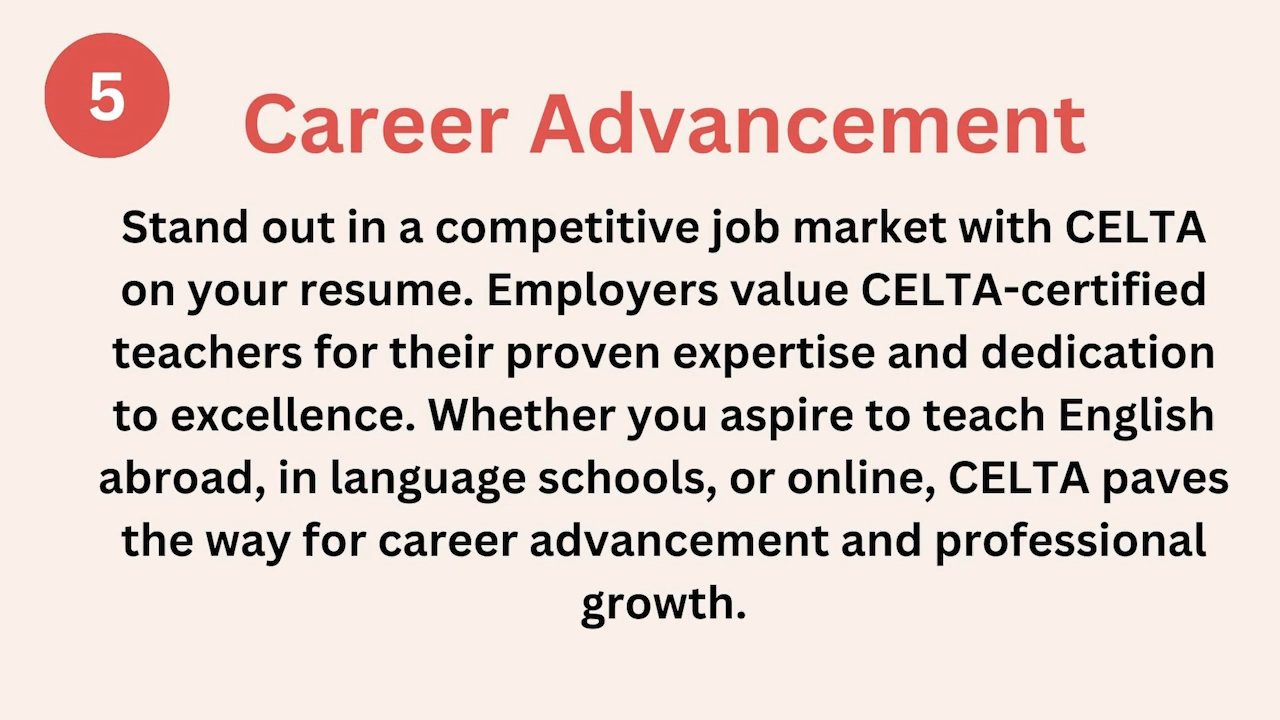 5
Career Advancement
Stand out in a competitive job market with CELTA
on your resume. Employers value CELTA-certified
teachers for their proven expertise and dedication
to excellence. Whether you aspire to teach English
abroad, in language schools, or online, CELTA paves
the way for career advancement and professional
growth.